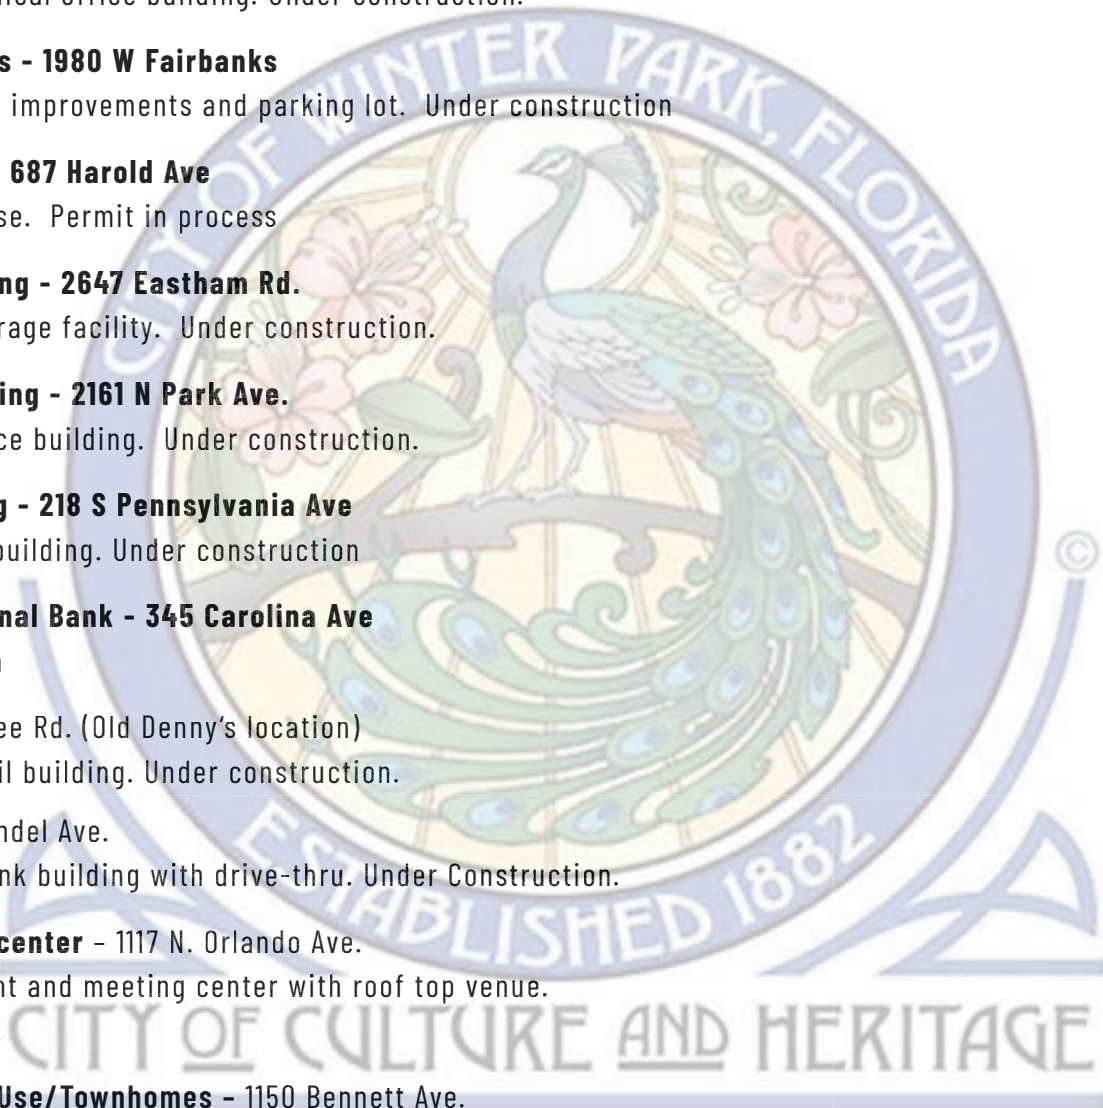 office building. Under construction.
s - 1980 W Fairbanks
improvements and parking lot. Under construction
687 Harold Ave
se. Permit in process
ng - 2647 Eastham Rd.
rage facility. Under construction.
ing - 2161 N Park Ave.
ce building. Under construction.
g - 218 S Pennsylvania Ave
building. Under construction
nal Bank - 345 Carolina Ave
ee Rd. (Old Denny's location)
il building. Under construction.
ndel Ave.
nk building with drive-thru. Under Construction.
center – 1117 N. Orlando Ave.
nt and meeting center with roof top venue.
Use/Townhomes – 1150 Bennett Ave.
CITY OF WINTER PARK, FLORIDA
ESTABLISHED 1882
©
CITY OF CULTURE AND HERITAGE